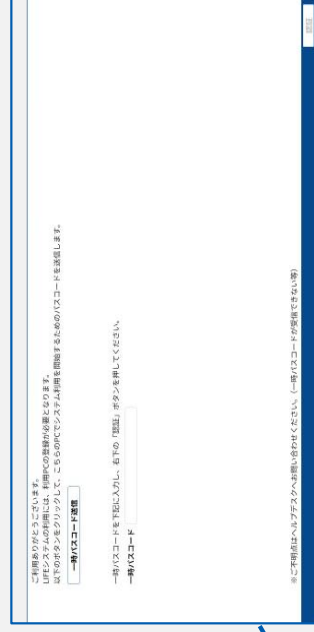 ご利用ありがとうございます。
LIFEシステムの利用には、利用PCの登録が必要となります。
以下のボタンをクリックして、こちらのPCでシステム利用を開始するためのパスコードを送信します。
一時パスコード送信
一時パスコードを下記に入力し、右下の「認証」ボタンを押してください。
一時パスコード
※ご不明点はヘルプデスクへお問い合わせください。（一時パスコードが受信できない等）
認証